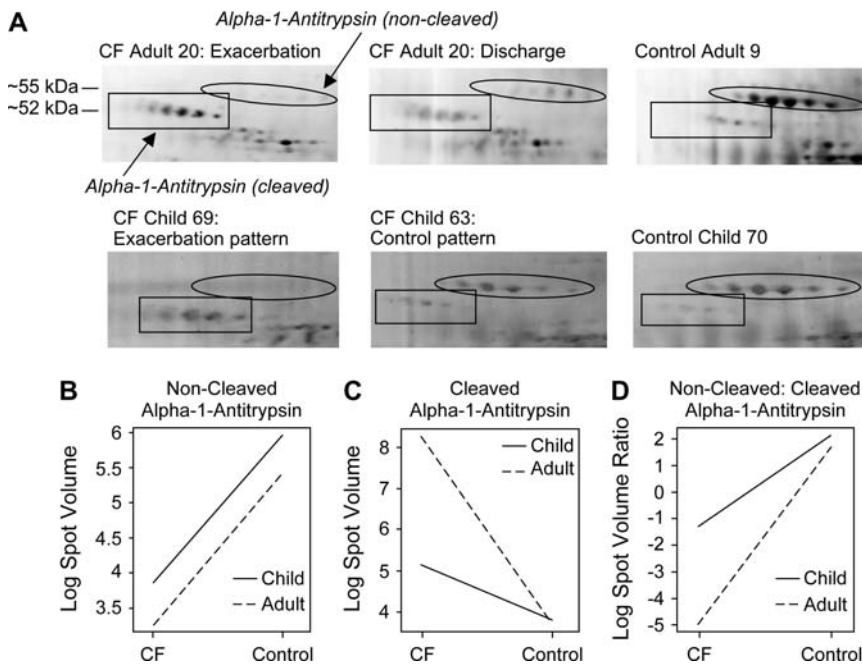 A
Alpha-1-Antitrypsin (non-cleaved)
CF Adult 20: Exacerbation
CF Adult 20: Discharge
Control Adult 9
~55 kDa
~52 kDa
Alpha-1-Antitrypsin (cleaved)
CF Child 69:
Exacerbation pattern
CF Child 63:
Control pattern
Control Child 70
B
Non-Cleaved
Alpha-1-Antitrypsin
Log Spot Volume
6
5.5
5
4
3.5
Child
Adult
CF
Control
C
Cleaved
Alpha-1-Antitrypsin
Log Spot Volume
8
7
6
5
4
Child
Adult
CF
Control
D
Non-Cleaved: Cleaved
Alpha-1-Antitrypsin
Log Spot Volume Ratio
2
1
0
-1
-2
-3
-4
-5
Child
Adult
CF
Control